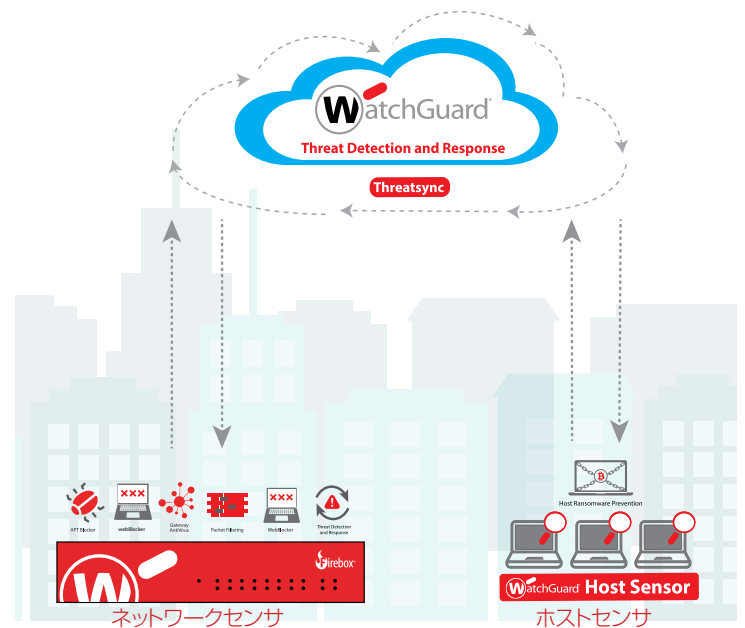 WatchGuard
Threat Detection and Response
Threatsync
Host Ransomware Prevention
APT Blocker
webBlocker
Gateway
AntiVirus
Packet Filtering
WebBlocker
Threat Detection
and Response
Firebox
WatchGuard Host Sensor
ネットワークセンサ
ホストセンサ